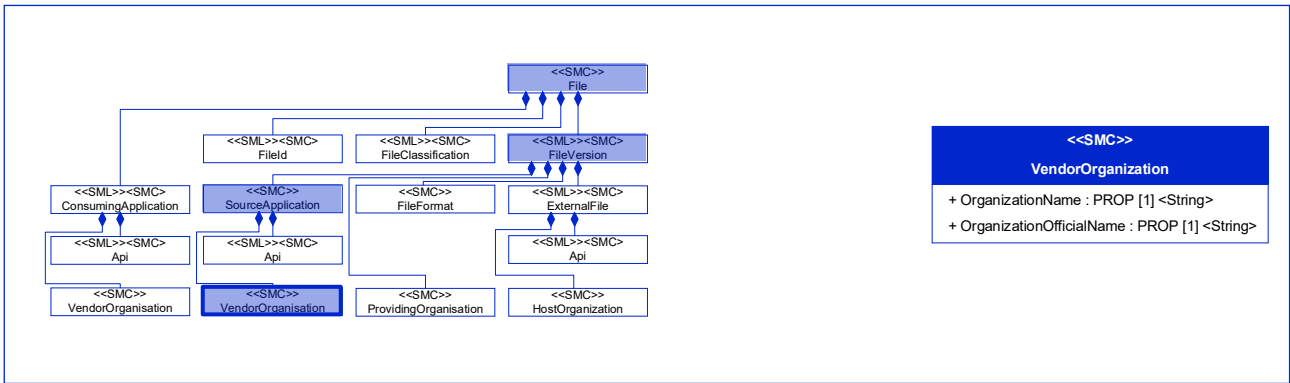 <<SMC>>
File
<<SML>><<SMC>
FileId
<<SML>><<SMC>
FileClassification
<<SML>><<SMC>
FileVersion
<<SML>><<SMC>
ConsumingApplication
<<SMC>>
SourceApplication
<<SML>><<SMC>
FileFormat
<<SML>><<SMC>
ExternalFile
<<SML>><<SMC>
Api
<<SML>><<SMC>
Api
<<SML>><<SMC>
Api
<<SMC>>
VendorOrganisation
<<SMC>>
VendorOrganisation
<<SMC>>
ProvidingOrganisation
<<SMC>>
HostOrganization
<<SMC>>
VendorOrganization
+ OrganizationName : PROP [1] <String>
+ OrganizationOfficialName : PROP [1] <String>